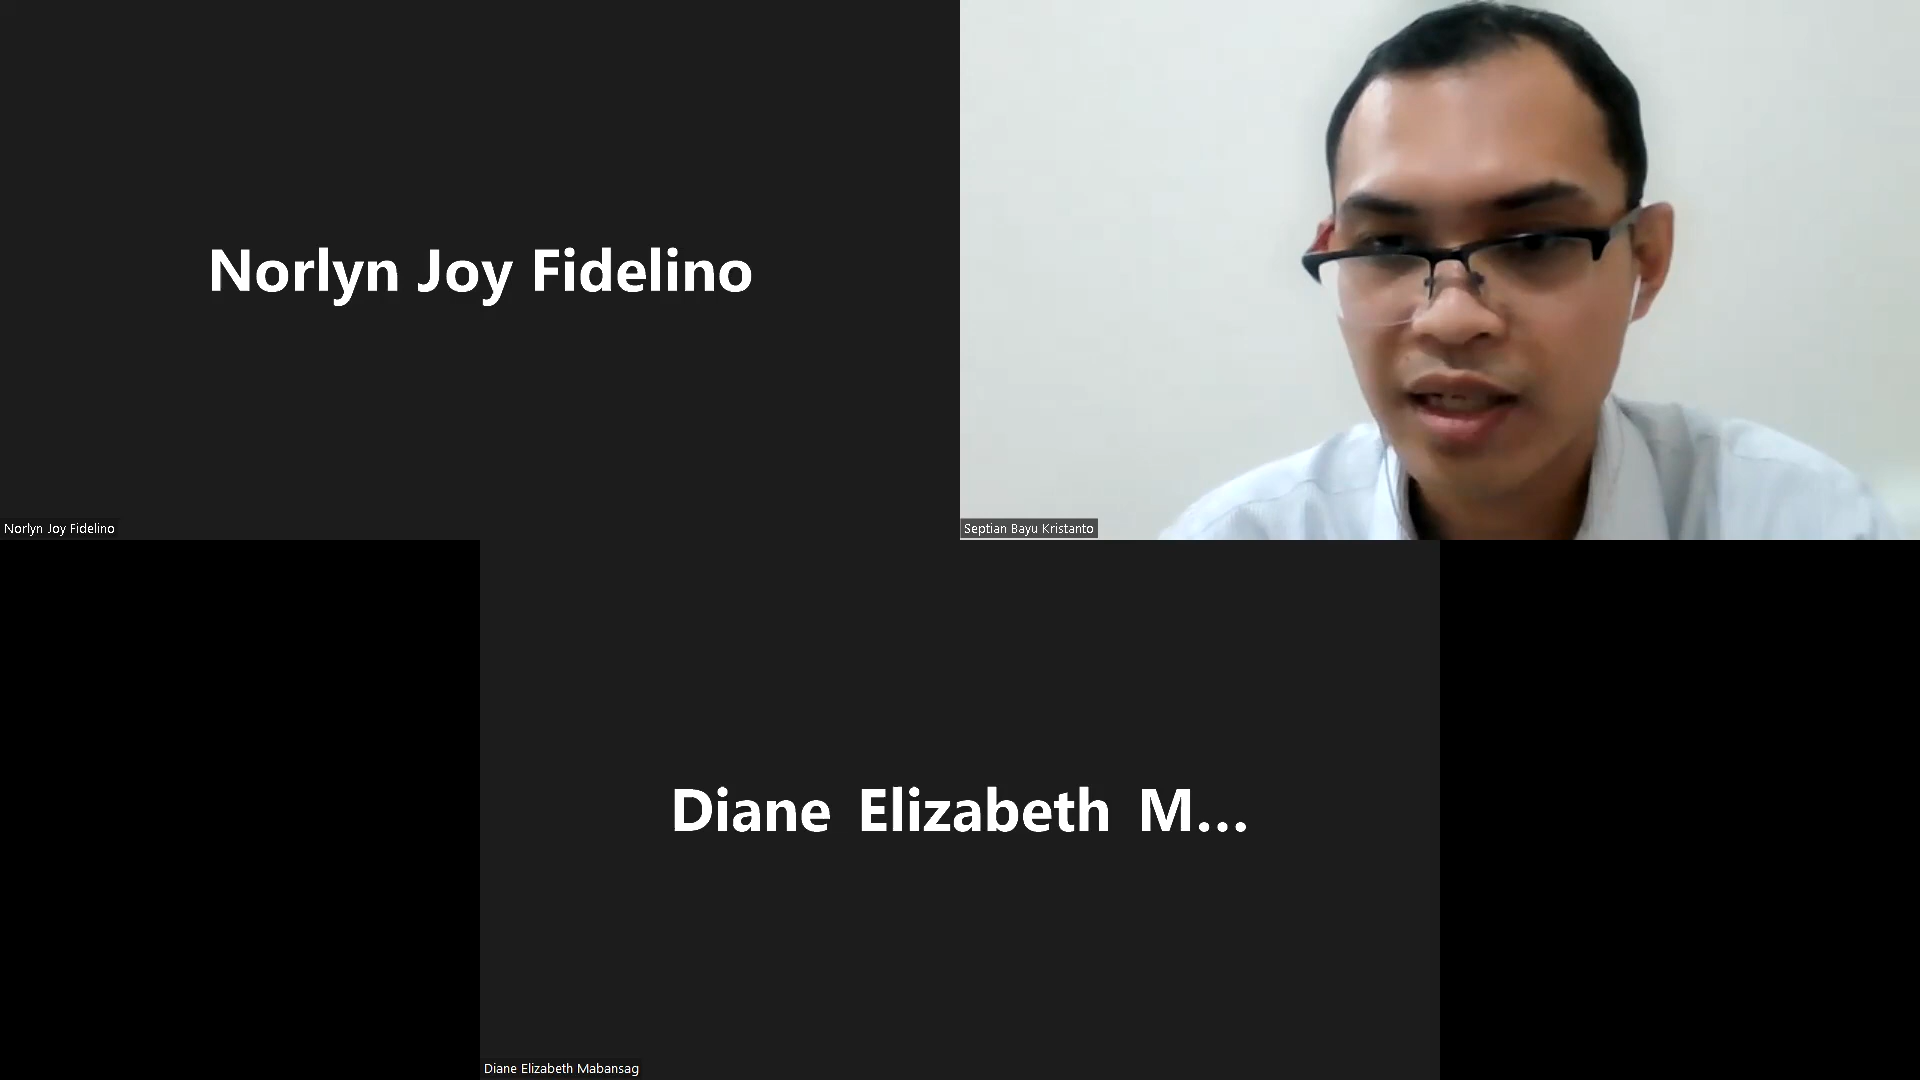 Norlyn Joy Fidelino
Norlyn Joy Fidelino
Septian Bayu Kristanto
Diane Elizabeth M...
Diane Elizabeth Mabansag